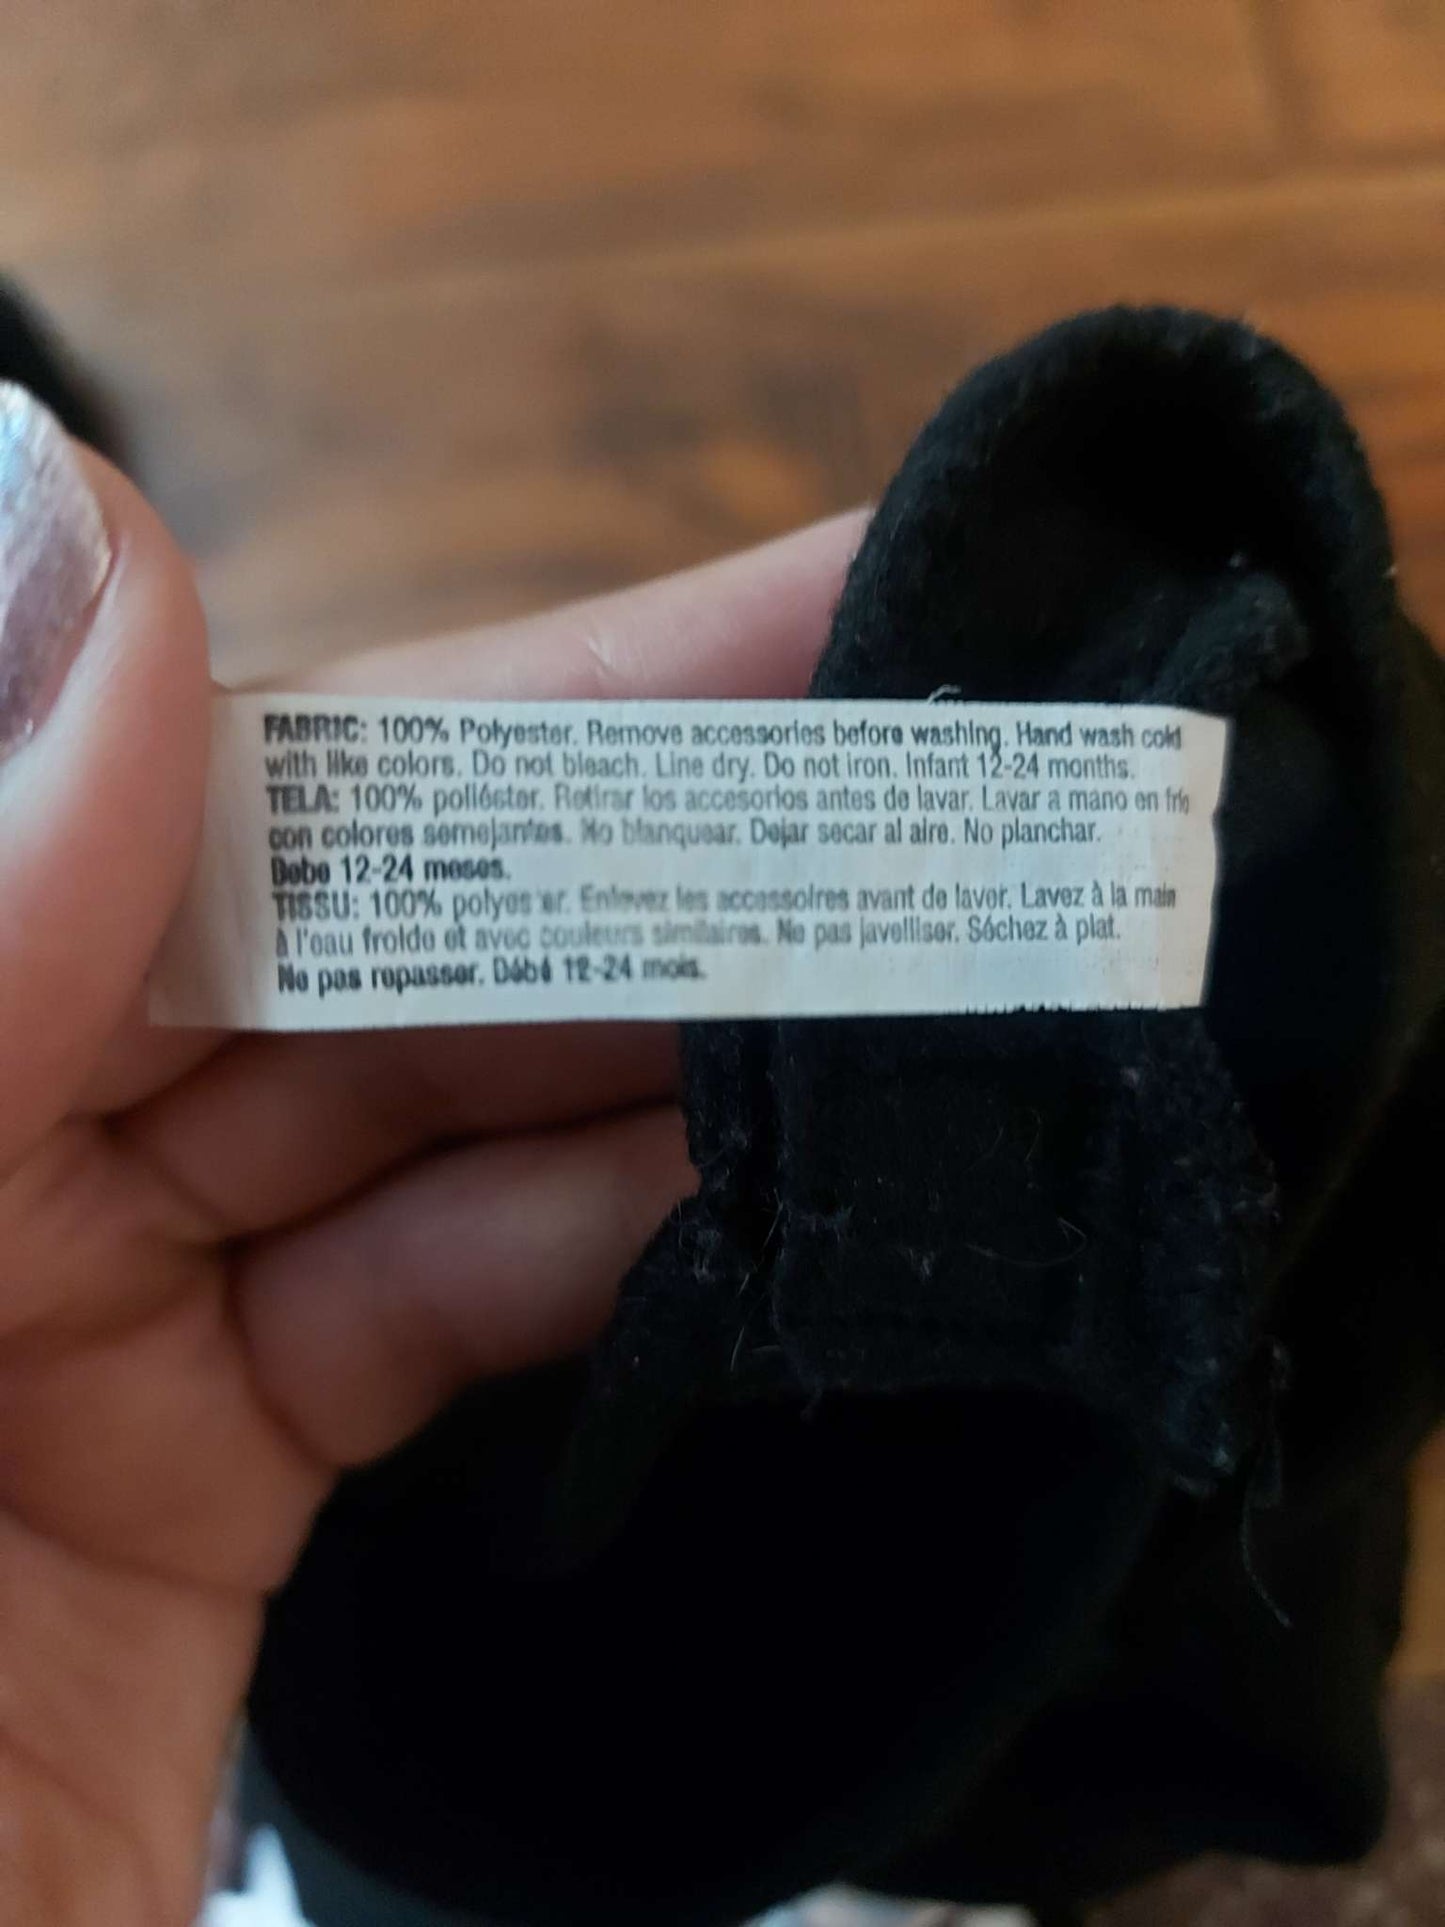 FABRIC: 100% Polyester. Remove accessories before washing. Hand wash cold
with like colors. Do not bleach. Line dry. Do not iron. Infant 12-24 months.
TELA: 100% poliéster. Retirar los accesorios antes de lavar. Lavar a mano en frío
con colores semejantes. No blanquear. Dejar secar al aire. No planchar.
Bebe 12-24 meses.
TISSU: 100% polyester. Enlevez les accessoires avant de laver. Lavez à la main
à l'eau froide et avec couleurs similaires. Ne pas javelliser. Séchez à plat.
Ne pas repasser. Bébé 12-24 mois.